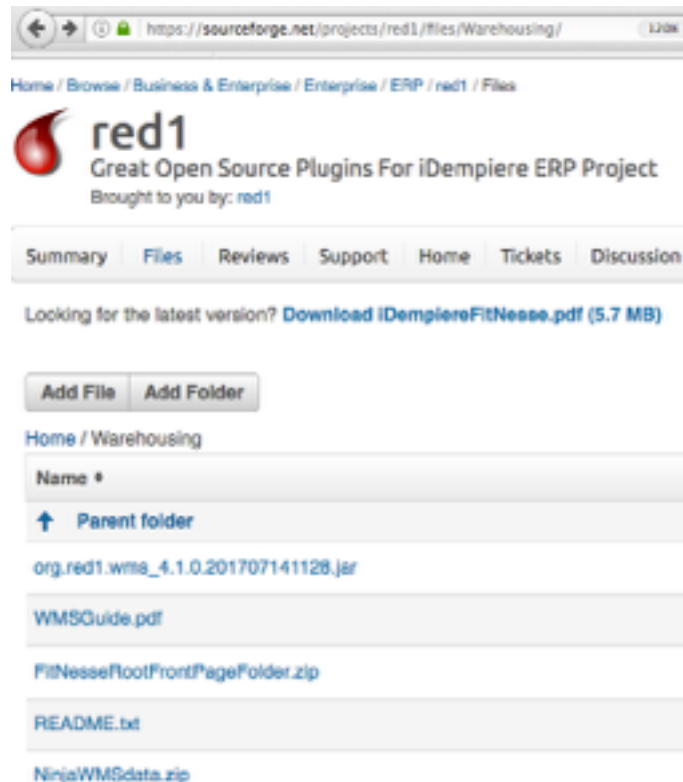 https://sourceforge.net/projects/red1/files/Warehousing/ 120%
Home / Browse / Business & Enterprise / Enterprise / ERP / red1 / Files
red1
Great Open Source Plugins For iDempiere ERP Project
Brought to you by: red1
Summary Files Reviews Support Home Tickets Discussion
Looking for the latest version? Download iDempiereFitNesse.pdf (5.7 MB)
Add File Add Folder
Home / Warehousing
Name
Parent folder
org.red1.wms_4.1.0.201707141128.jar
WMSGuide.pdf
FitNesseRootFrontPageFolder.zip
README.txt
NinjaWMSdata.zip